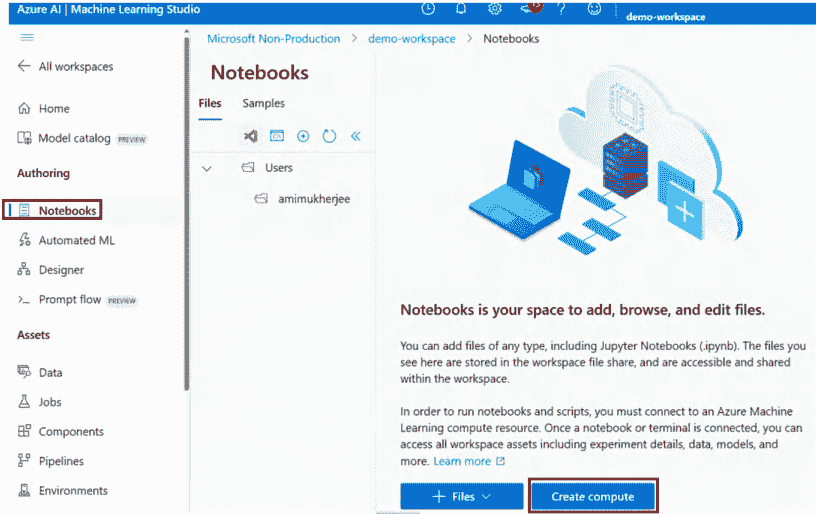 Azure AI | Machine Learning Studio
demo-workspace
Microsoft Non-Production > demo-workspace > Notebooks
All workspaces
Home
Model catalog PREVIEW
Authoring
Notebooks
Automated ML
Designer
Prompt flow PREVIEW
Assets
Data
Jobs
Components
Pipelines
Environments
Notebooks
Files Samples
Users
amimukherjee
Notebooks is your space to add, browse, and edit files.
You can add files of any type, including Jupyter Notebooks (.ipynb). The files you
see here are stored in the workspace file share, and are accessible and shared
within the workspace.
In order to run notebooks and scripts, you must connect to an Azure Machine
Learning compute resource. Once a notebook or terminal is connected, you can
access all workspace assets including experiment details, data, models, and
more. Learn more
+ Files
Create compute